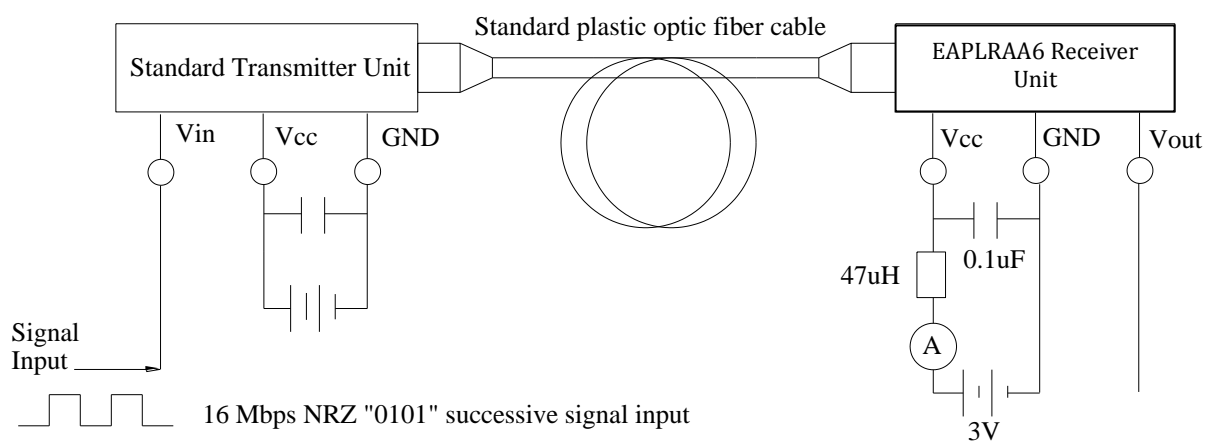 Standard plastic optic fiber cable
Standard Transmitter Unit
EAPLRAA6 Receiver
Unit
Vin
Vcc
GND
Vcc
GND
Vout
47uH
0.1uF
A
3V
Signal
Input
16 Mbps NRZ "0101" successive signal input